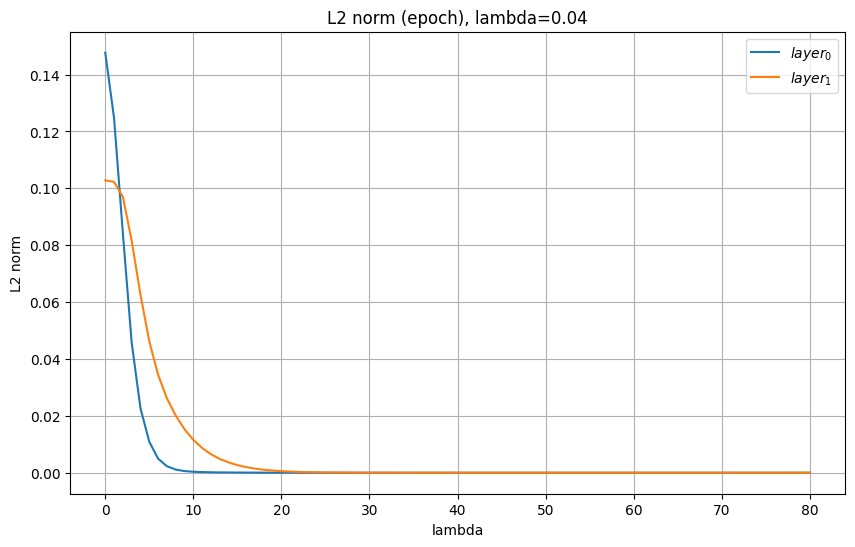 L2 norm (epoch), lambda=0.04
layer₀
layer₁
L2 norm
0.14
0.12
0.10
0.08
0.06
0.04
0.02
0.00
0 10 20 30 40 50 60 70 80
lambda